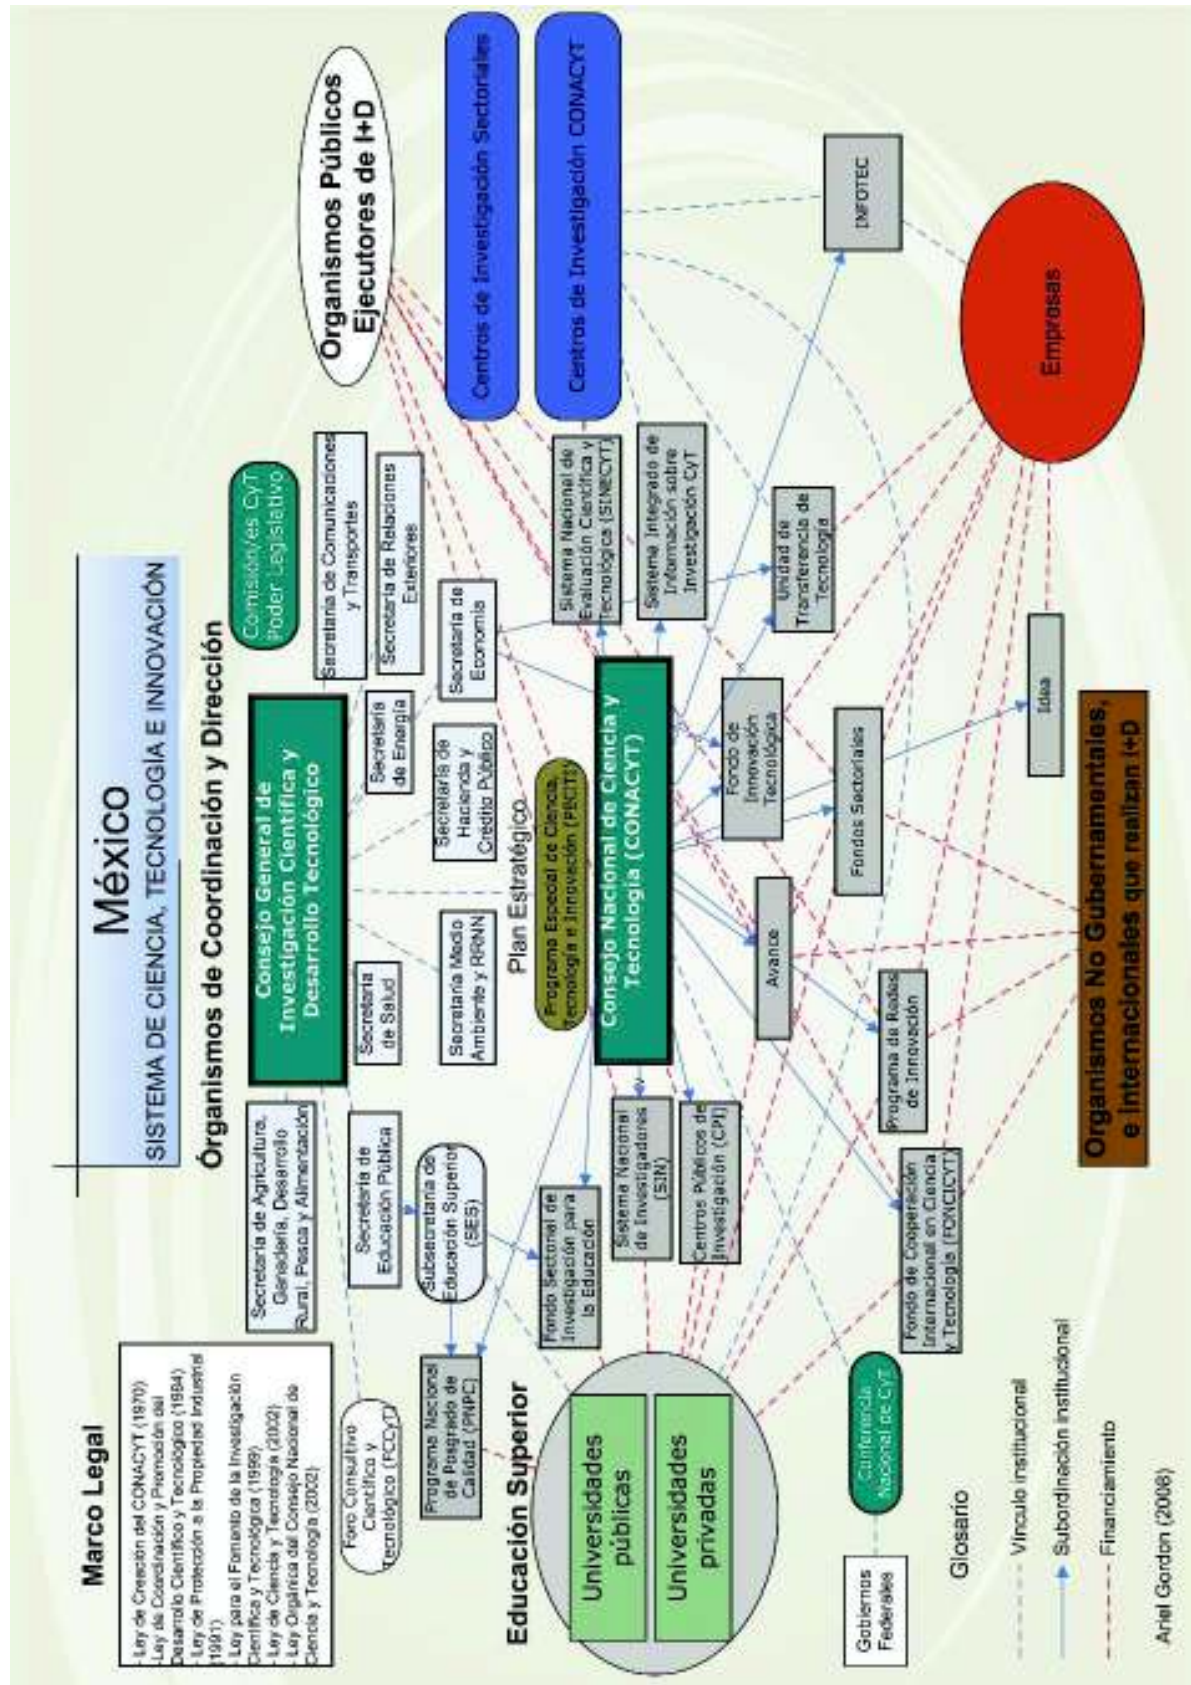 México
SISTEMA DE CIENCIA, TECNOLOGÍA E INNOVACIÓN
Marco Legal
- Ley de Creación del CONACYT (1970)
-Ley de Coordinación y Promoción del
Desarrollo Científico y Tecnológico (1984)
- Ley de Protección a la Propiedad Industrial
(1991)
- Ley para el Fomento de la Investigación
Científica y Tecnológica (1999)
- Ley de Ciencia y Tecnología (2002)
- Ley Orgánica del Consejo Nacional de
Ciencia y Tecnología (2002)
Órganismos de Coordinación y Dirección
Comisión/es CyT
Poder Legislativo
Consejo General de
Investigación Científica y
Desarrollo Tecnológico
Secretaría de Agricultura,
Ganadería, Desarrollo
Rural, Pesca y Alimentación
Secretaría de Comunicaciones
y Transportes
Organismos Públicos
Ejecutores de I+D
Foro Consultivo
Científico y
Tecnológico (FCCyT)
Secretaría de
Educación Pública
Secretaría
de Salud
Secretaría
de Energía
Secretaría de Relaciones
Exteriores
Subsecretaría de
Educación Superior
(SES)
Secretaría Medio
Ambiente y RRNN
Secretaría de
Hacienda y
Crédito Público
Secretaría de
Economía
Centros de Investigación Sectoriales
Programa Nacional
de Posgrado de
Calidad (PNPC)
Plan Estratégico
Programa Especial de Ciencia,
Tecnología e Innovación (PECITI)
Centros de Investigación CONACYT
Educación Superior
Fondo Sectorial de
Investigación para
la Educación
Sistema Nacional de
Evaluación Científica y
Tecnológica (SINECYT)
Consejo Nacional de Ciencia y
Tecnología (CONACYT)
Universidades
públicas
Universidades
privadas
Sistema Nacional
de Investigadores
(SIN)
Sistema Integrado de
Información sobre
Investigación CyT
Centros Públicos de
Investigación (CPI)
Fondo de
Innovación
Tecnológica
Unidad de
Transferencia de
Tecnología
Avance
INFOTEC
Fondos Sectoriales
Conferencia
Nacional de CyT
Gobiernos
Federales
Programa de Redes
de Innovación
Fondo de Cooperación
Internacional en Ciencia
y Tecnología (FONCICYT)
Idea
Emprosas
Organismos No Gubernamentales,
e Internacionales que realizan I+D
Glosario
Vínculo institucional
Subordinación institucional
Financiamiento
Ariel Gordon (2008)